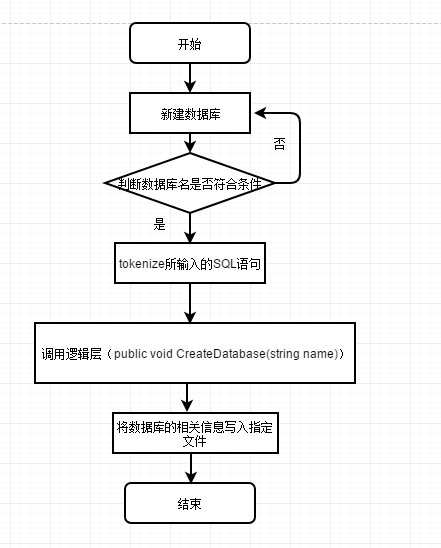 开始
新建数据库
否
判断数据库名是否符合条件
是
tokenize所输入的SQL语句
调用逻辑层（public void CreateDatabase(string name)）
将数据库的相关信息写入指定
文件
结束